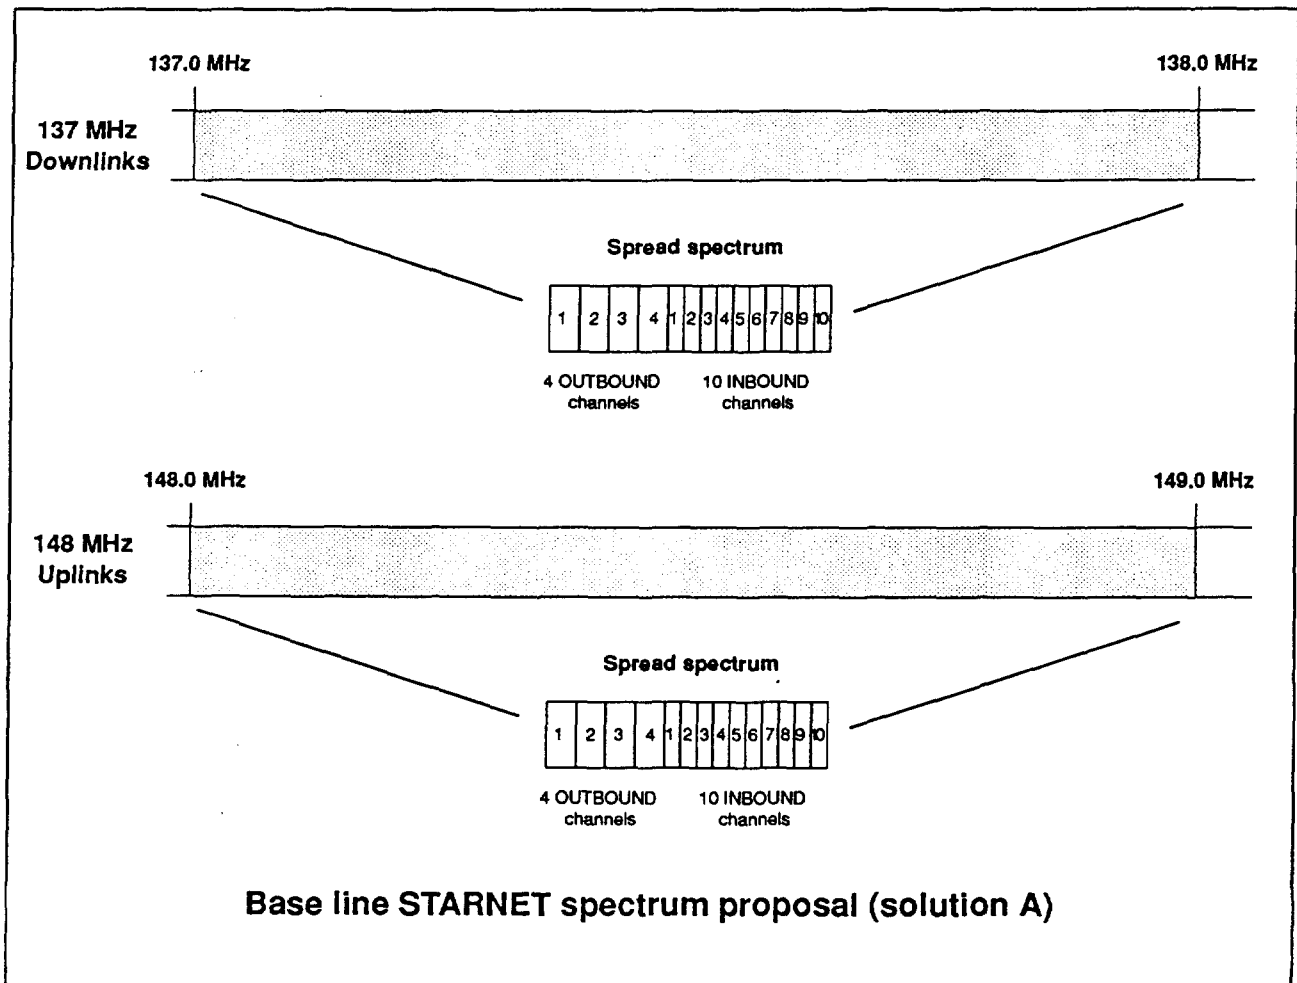 137.0 MHz 138.0 MHz
137 MHz
Downlinks
Spread spectrum
1 2 3 4 1 2 3 4 5 6 7 8 9 10
4 OUTBOUND channels
10 INBOUND channels
148.0 MHz 149.0 MHz
148 MHz
Uplinks
Spread spectrum
1 2 3 4 1 2 3 4 5 6 7 8 9 10
4 OUTBOUND channels
10 INBOUND channels
Base line STARNET spectrum proposal (solution A)